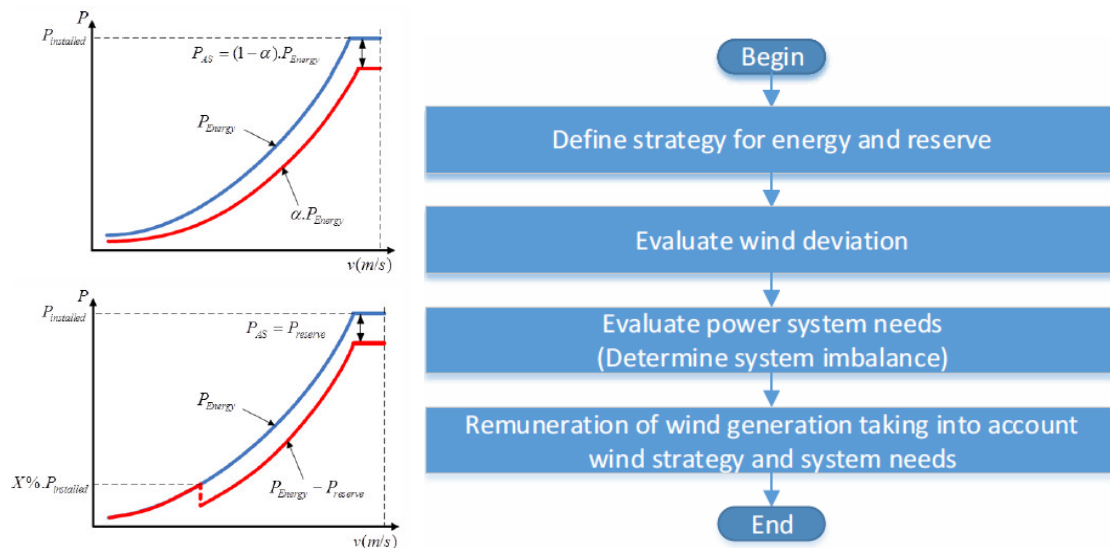 P
P_installed
P_AS = (1 − α).P_Energy
P_Energy
α.P_Energy
v(m/s)
P
P_installed
P_AS = P_reserve
P_Energy
X%.P_installed
P_Energy − P_reserve
v(m/s)
Begin
Define strategy for energy and reserve
Evaluate wind deviation
Evaluate power system needs
(Determine system imbalance)
Remuneration of wind generation taking into account
wind strategy and system needs
End